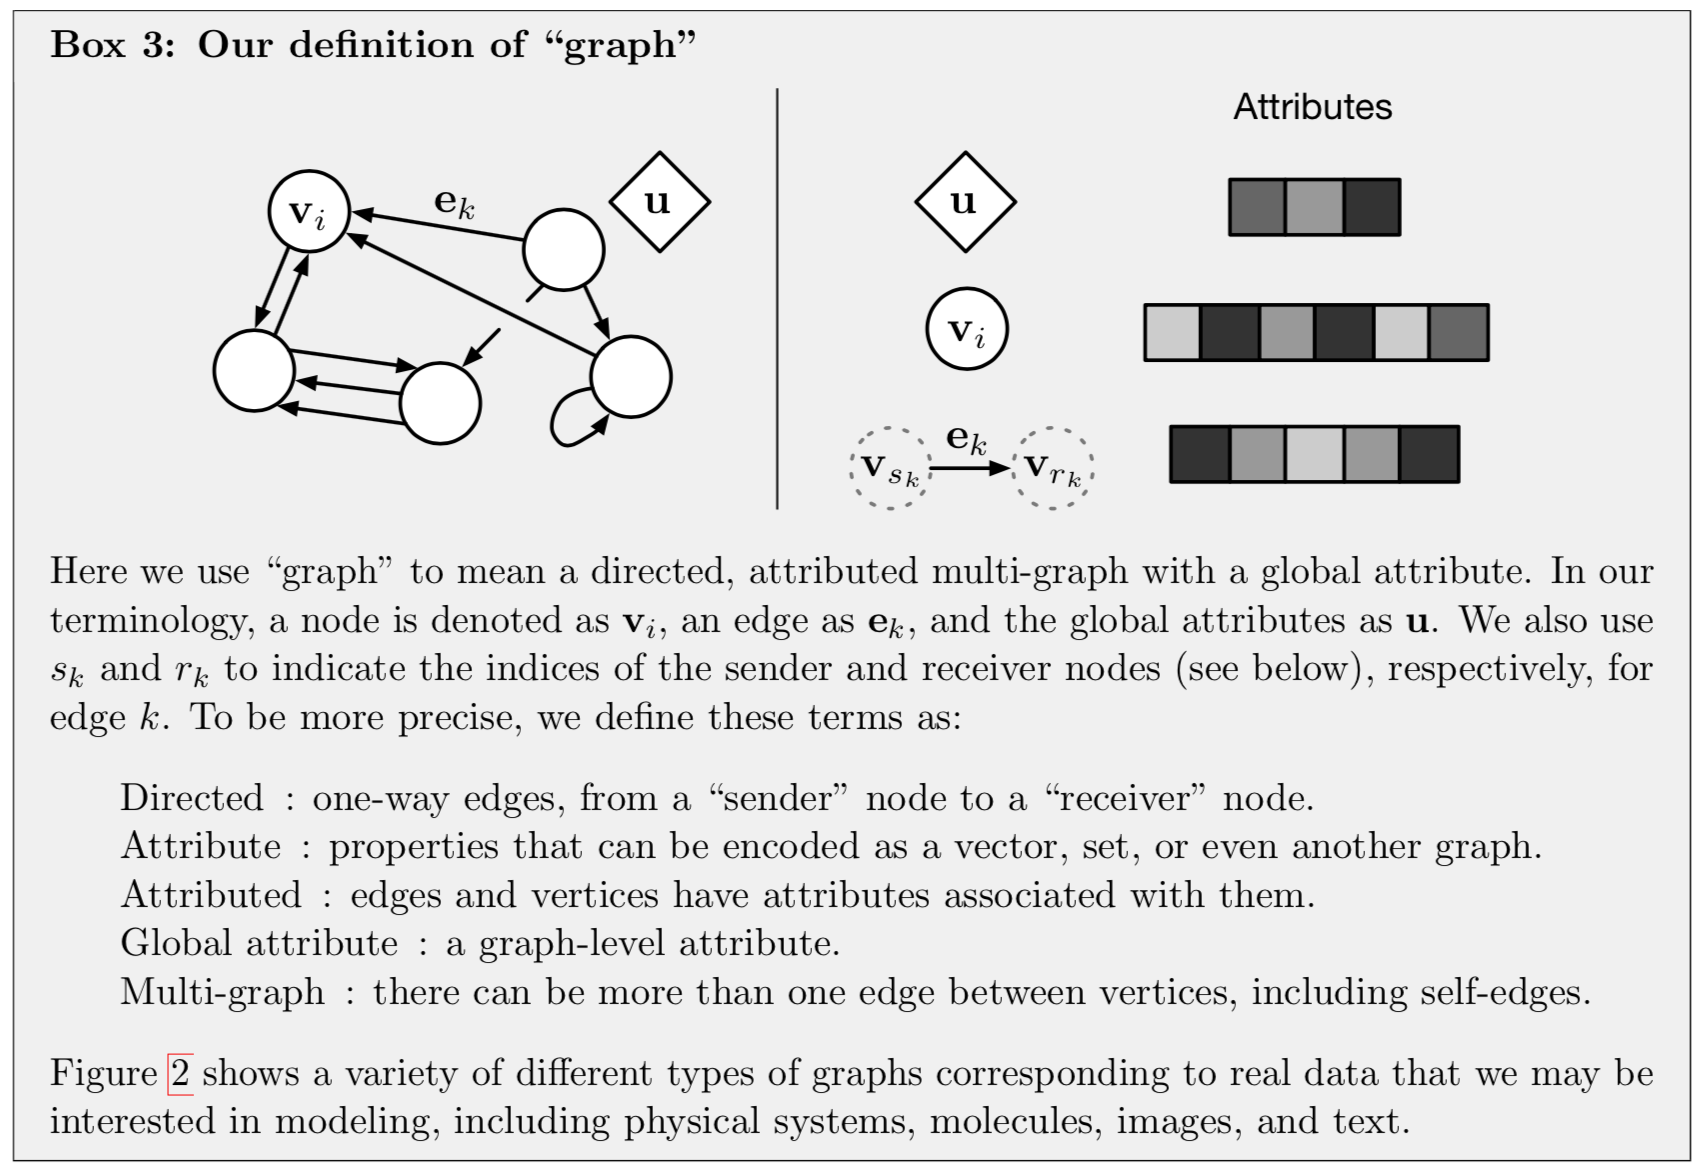 Box 3: Our definition of “graph”
Attributes
v_i
e_k
u
u
v_i
v_{s_k}
e_k
v_{r_k}
Here we use “graph” to mean a directed, attributed multi-graph with a global attribute. In our
terminology, a node is denoted as v_i, an edge as e_k, and the global attributes as u. We also use
s_k and r_k to indicate the indices of the sender and receiver nodes (see below), respectively, for
edge k. To be more precise, we define these terms as:
Directed : one-way edges, from a “sender” node to a “receiver” node.
Attribute : properties that can be encoded as a vector, set, or even another graph.
Attributed : edges and vertices have attributes associated with them.
Global attribute : a graph-level attribute.
Multi-graph : there can be more than one edge between vertices, including self-edges.
Figure 2 shows a variety of different types of graphs corresponding to real data that we may be
interested in modeling, including physical systems, molecules, images, and text.